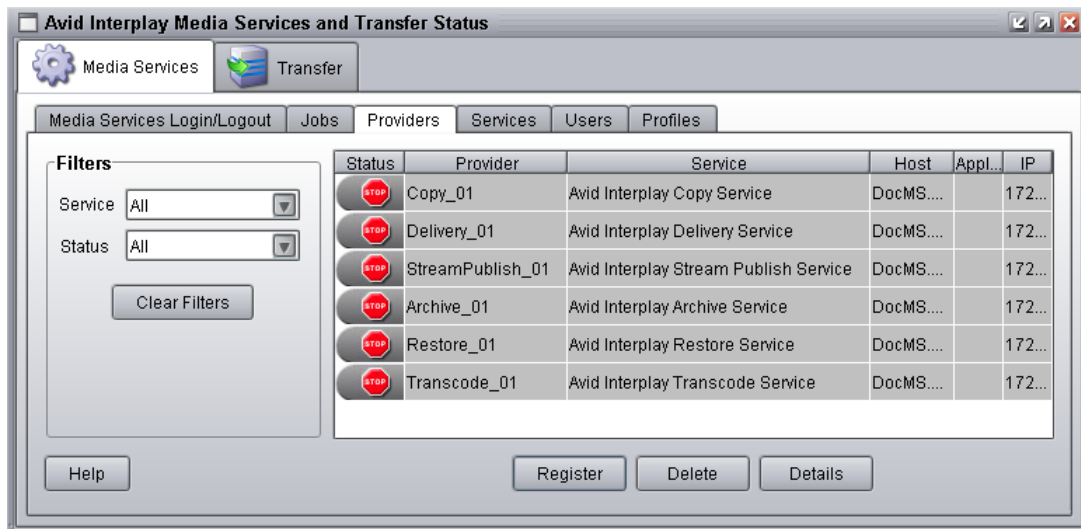 Avid Interplay Media Services and Transfer Status
Media Services Transfer
Media Services Login/Logout Jobs Providers Services Users Profiles
Filters
Service All
Status All
Clear Filters
Status Provider Service Host Appl... IP
STOP Copy_01 Avid Interplay Copy Service DocMS.... 172...
STOP Delivery_01 Avid Interplay Delivery Service DocMS.... 172...
STOP StreamPublish_01 Avid Interplay Stream Publish Service DocMS.... 172...
STOP Archive_01 Avid Interplay Archive Service DocMS.... 172...
STOP Restore_01 Avid Interplay Restore Service DocMS.... 172...
STOP Transcode_01 Avid Interplay Transcode Service DocMS.... 172...
Help Register Delete Details